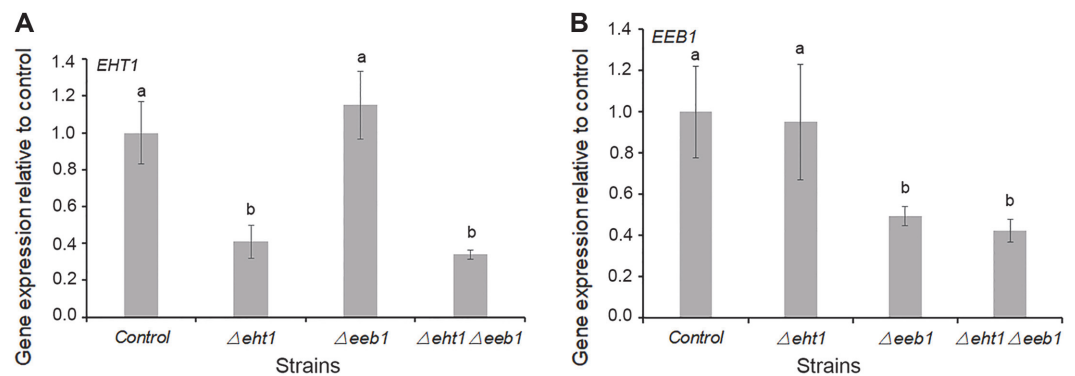 A
Gene expression relative to control
EHT1
1.4
1.2
1.0
0.8
0.6
0.4
0.2
0.0
a
b
a
b
Control
△eht1
△eeb1
△eht1△eeb1
Strains
B
Gene expression relative to control
EEB1
1.4
1.2
1.0
0.8
0.6
0.4
0.2
0.0
a
a
b
b
Control
△eht1
△eeb1
△eht1△eeb1
Strains